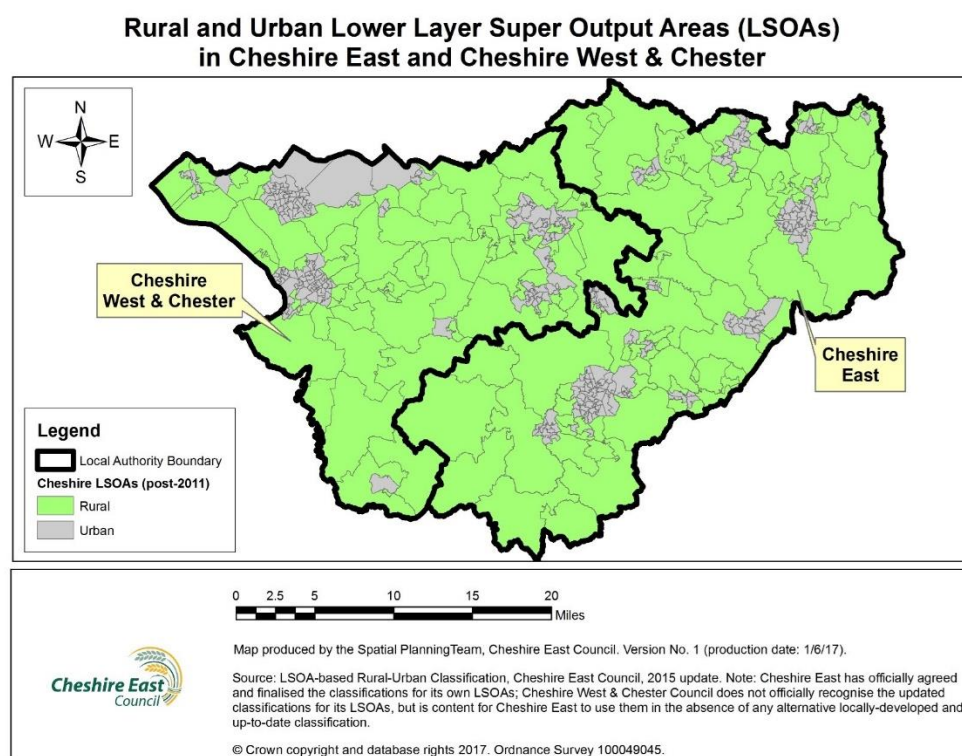 Rural and Urban Lower Layer Super Output Areas (LSOAs)
in Cheshire East and Cheshire West & Chester
N
W E
S
Cheshire
West & Chester
Cheshire
East
Legend
Local Authority Boundary
Cheshire LSOAs (post-2011)
Rural
Urban
0 1.25 2.5 5 10 15 20
Miles
Cheshire East
Council
Map produced by the Spatial PlanningTeam, Cheshire East Council. Version No. 1 (production date: 1/6/17).
Source: LSOA-based Rural-Urban Classification, Cheshire East Council, 2015 update. Note: Cheshire East has officially agreed
and finalised the classifications for its own LSOAs; Cheshire West & Chester Council does not officially recognise the updated
classifications for its LSOAs, but is content for Cheshire East to use them in the absence of any alternative locally-developed and
up-to-date classification.
© Crown copyright and database rights 2017. Ordnance Survey 100049045.